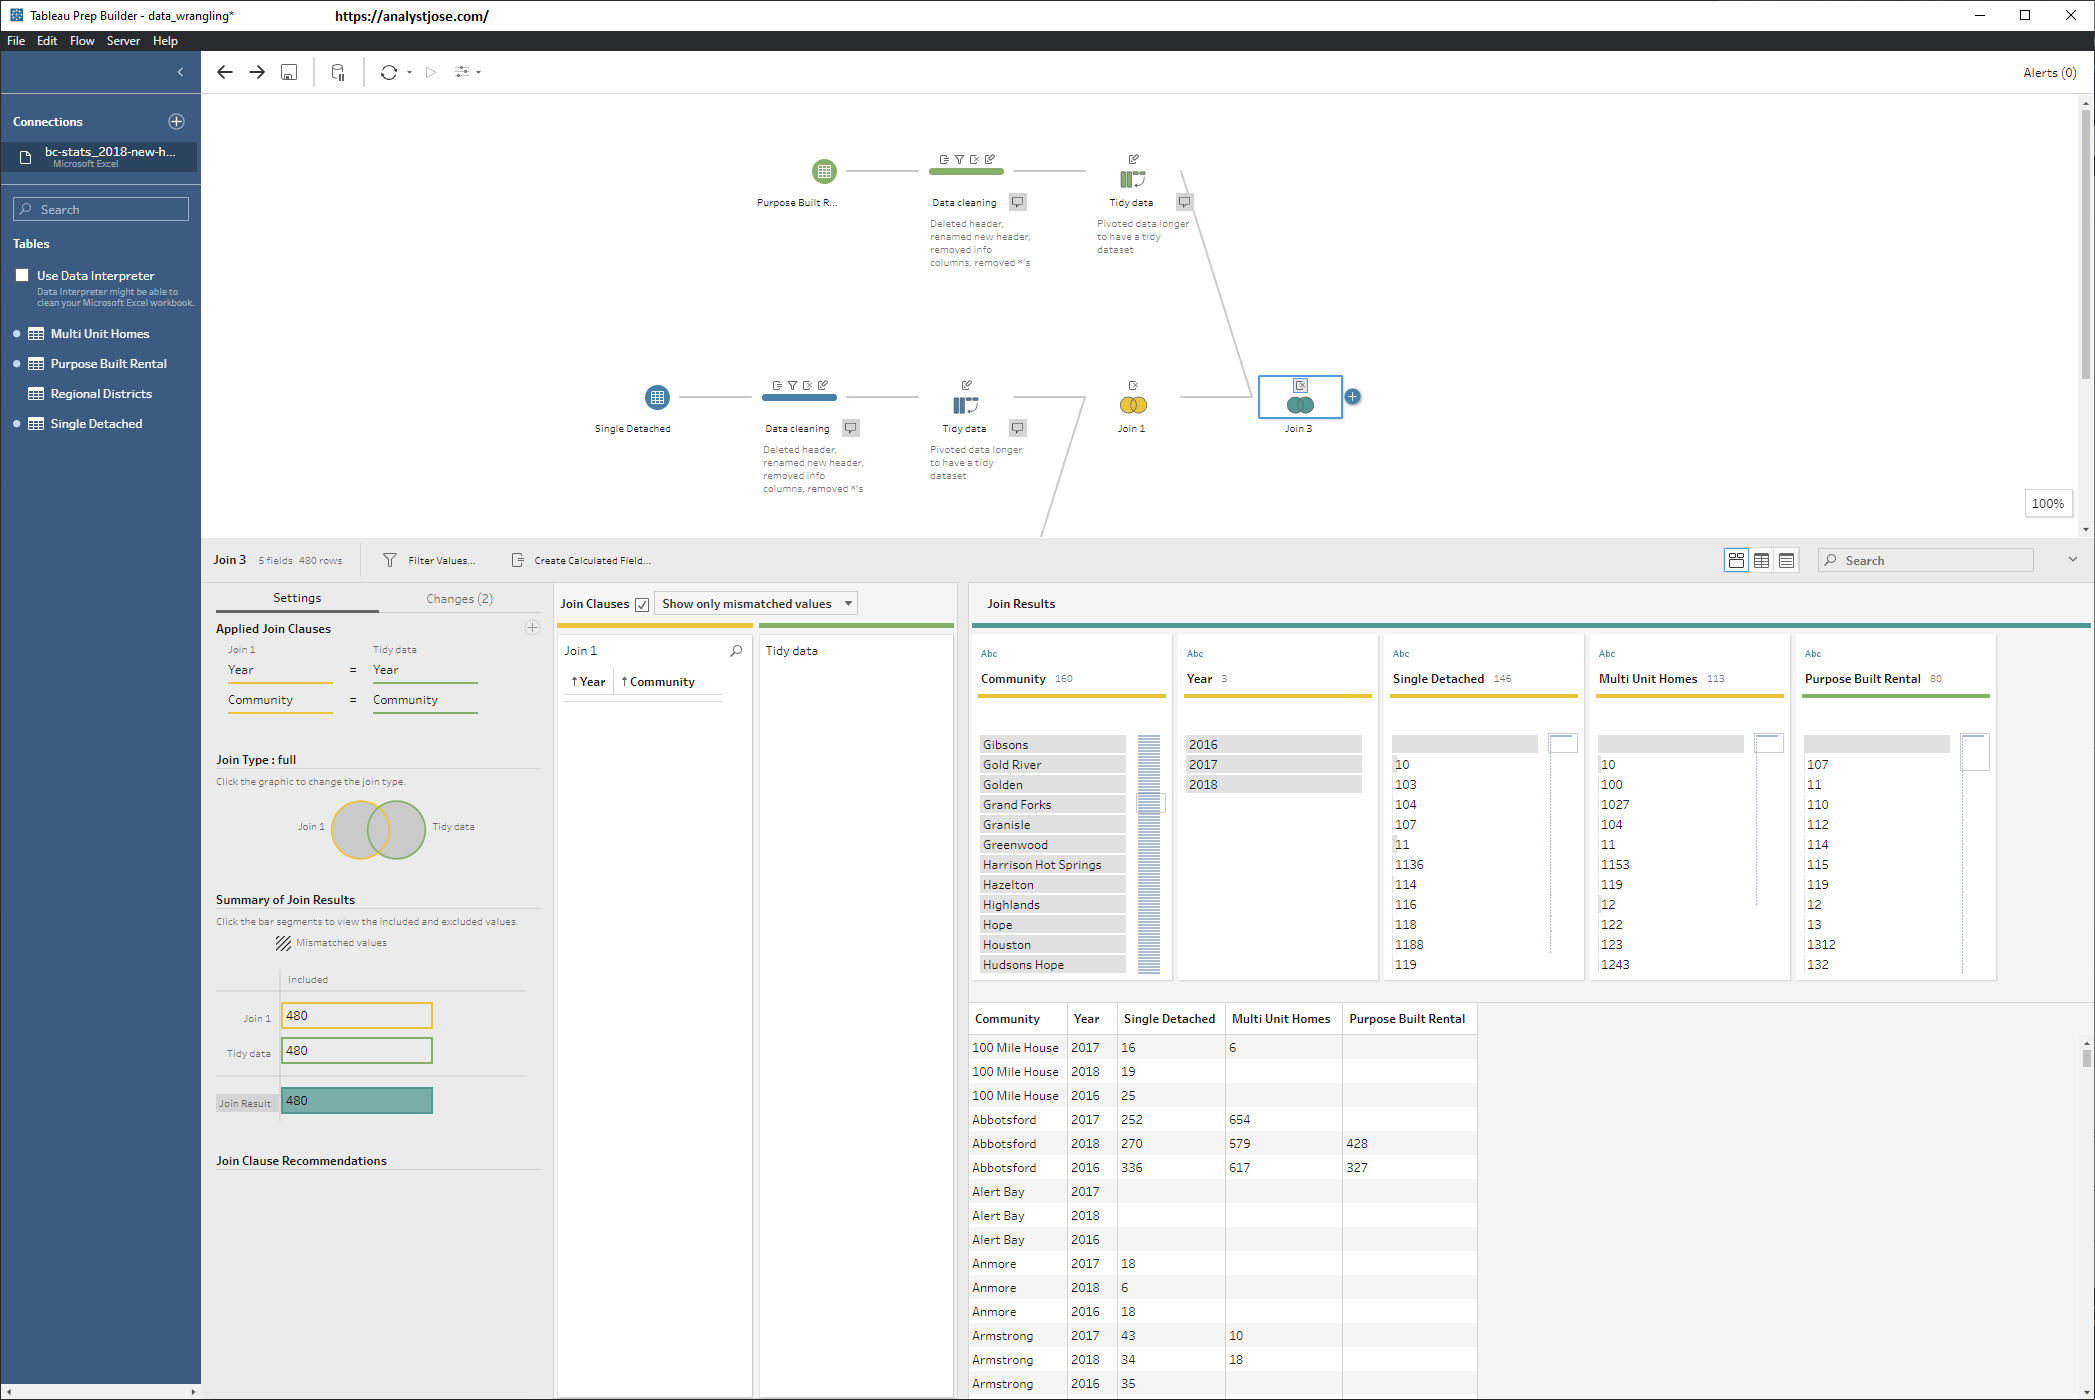 Tableau Prep Builder - data_wrangling*
https://analystjose.com/
File Edit Flow Server Help
Alerts (0)
Connections
bc-stats_2018-new-h...
Microsoft Excel
Search
Tables
Use Data Interpreter
Data Interpreter might be able to
clean your Microsoft Excel workbook.
Multi Unit Homes
Purpose Built Rental
Regional Districts
Single Detached
Purpose Built R...
Data cleaning
Deleted header,
renamed new header,
removed info
columns, removed *'s
Tidy data
Pivoted data longer
to have a tidy
dataset
Single Detached
Data cleaning
Deleted header,
renamed new header,
removed info
columns, removed *'s
Tidy data
Pivoted data longer
to have a tidy
dataset
Join 1
Join 3
100%
Join 3 5 fields 480 rows Filter Values... Create Calculated Field... Search
Settings Changes (2)
Applied Join Clauses
Join 1 Tidy data
Year = Year
Community = Community
Join Type : full
Click the graphic to change the join type.
Join 1 Tidy data
Summary of Join Results
Click the bar segments to view the included and excluded values.
Mismatched values
Included
Join 1 480
Tidy data 480
Join Result 480
Join Clause Recommendations
Join Clauses Show only mismatched values
Join 1 Tidy data
Year Community
Join Results
Abc
Community 160
Gibsons
Gold River
Golden
Grand Forks
Granisle
Greenwood
Harrison Hot Springs
Hazelton
Highlands
Hope
Houston
Hudsons Hope
Abc
Year 3
2016
2017
2018
Abc
Single Detached 146
10
103
104
107
11
1136
114
116
118
1188
119
Abc
Multi Unit Homes 113
10
100
1027
104
11
1153
119
12
122
123
1243
Abc
Purpose Built Rental 80
107
11
110
112
114
115
119
12
13
1312
132
Community Year Single Detached Multi Unit Homes Purpose Built Rental
100 Mile House 2017 16 6
100 Mile House 2018 19
100 Mile House 2016 25
Abbotsford 2017 252 654
Abbotsford 2018 270 579 428
Abbotsford 2016 336 617 327
Alert Bay 2017
Alert Bay 2018
Alert Bay 2016
Anmore 2017 18
Anmore 2018 6
Anmore 2016 18
Armstrong 2017 43 10
Armstrong 2018 34 18
Armstrong 2016 35